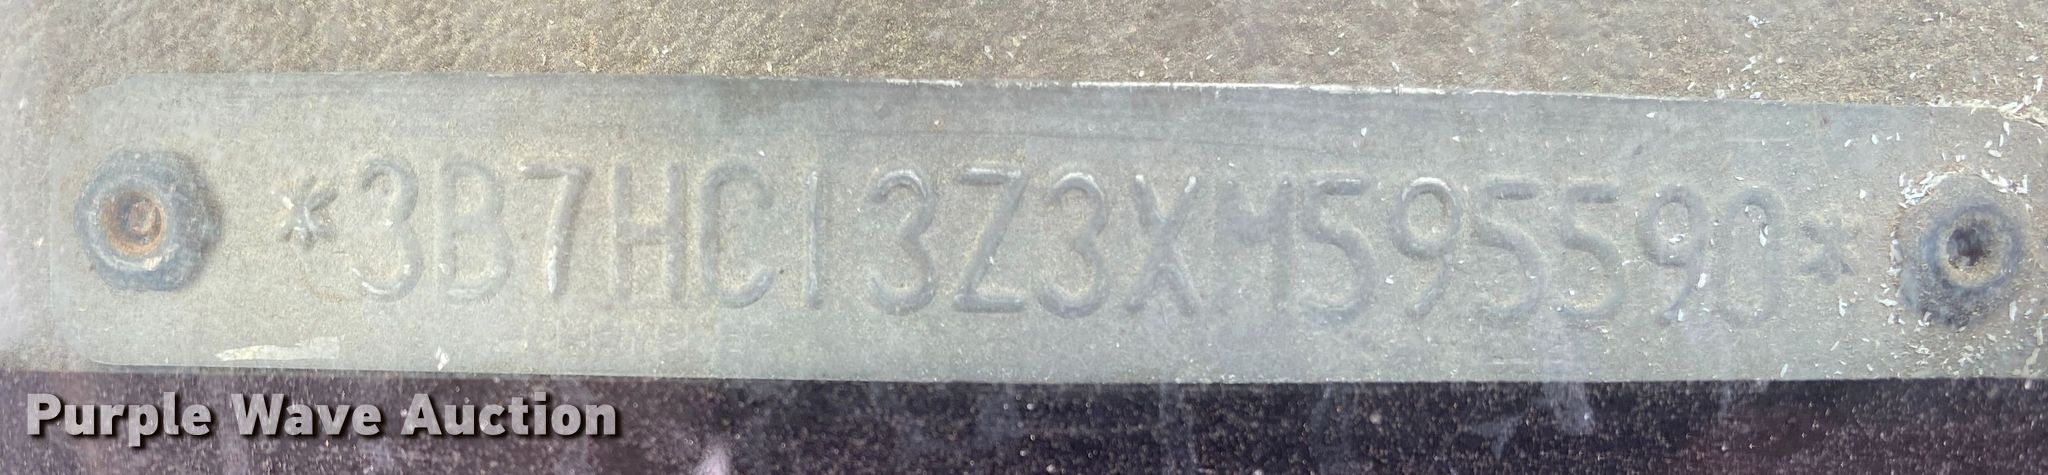 *3B7HC13Z3XM595590*
Purple Wave Auction